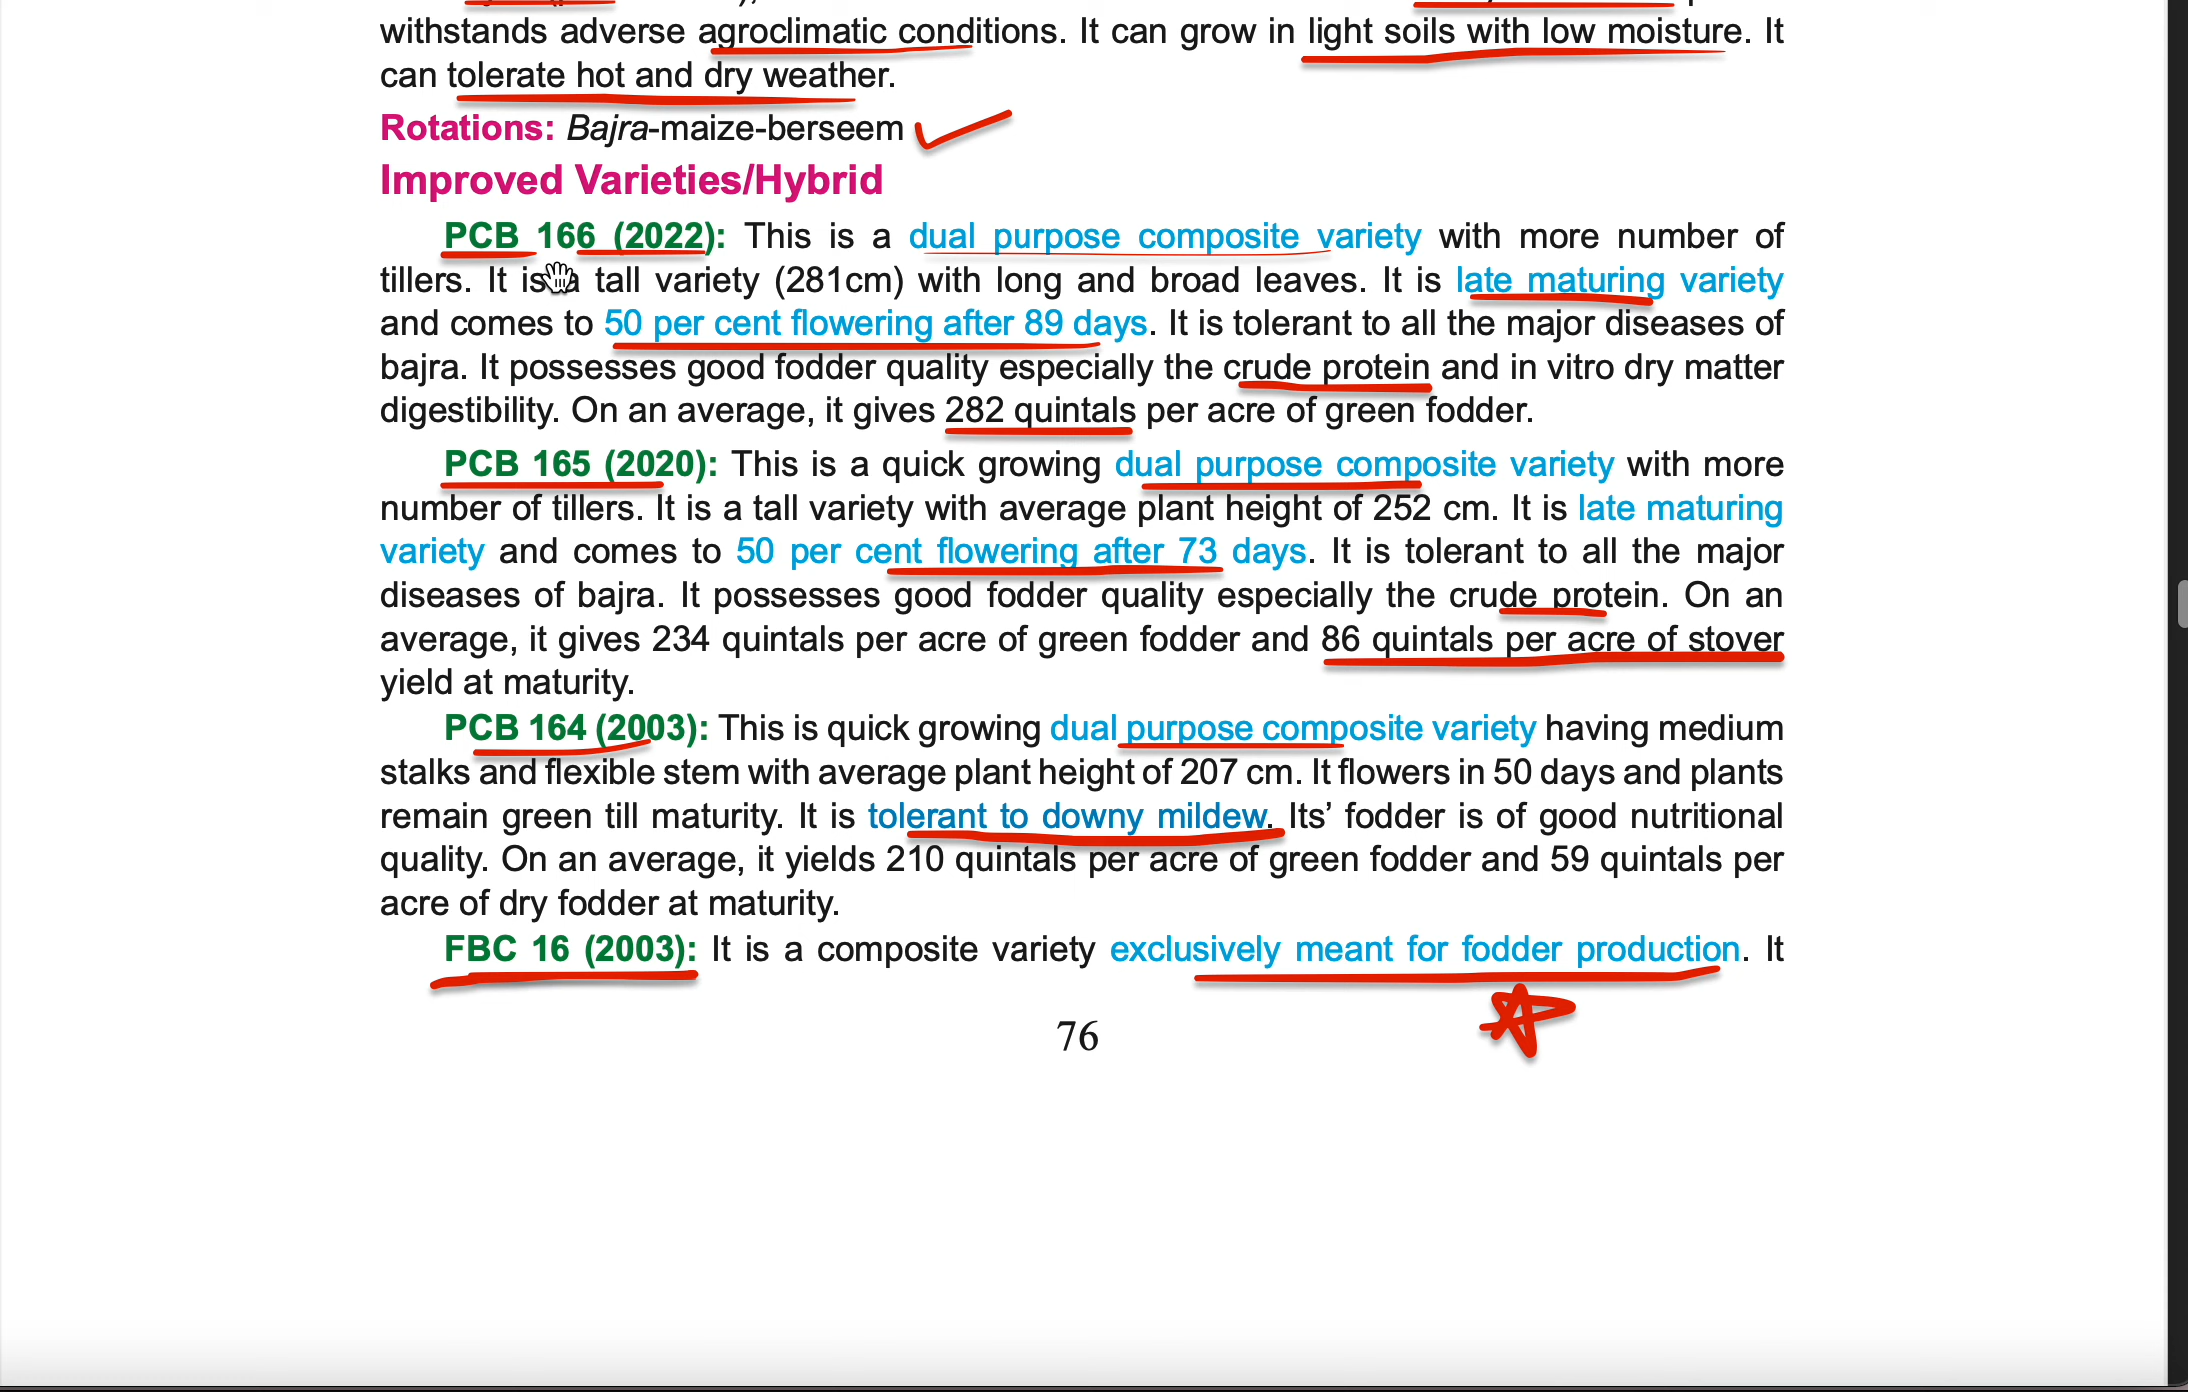 withstands adverse agroclimatic conditions. It can grow in light soils with low moisture. It
can tolerate hot and dry weather.
Rotations: Bajra-maize-berseem
Improved Varieties/Hybrid
PCB 166 (2022): This is a dual purpose composite variety with more number of
tillers. It is a tall variety (281cm) with long and broad leaves. It is late maturing variety
and comes to 50 per cent flowering after 89 days. It is tolerant to all the major diseases of
bajra. It possesses good fodder quality especially the crude protein and in vitro dry matter
digestibility. On an average, it gives 282 quintals per acre of green fodder.
PCB 165 (2020): This is a quick growing dual purpose composite variety with more
number of tillers. It is a tall variety with average plant height of 252 cm. It is late maturing
variety and comes to 50 per cent flowering after 73 days. It is tolerant to all the major
diseases of bajra. It possesses good fodder quality especially the crude protein. On an
average, it gives 234 quintals per acre of green fodder and 86 quintals per acre of stover
yield at maturity.
PCB 164 (2003): This is quick growing dual purpose composite variety having medium
stalks and flexible stem with average plant height of 207 cm. It flowers in 50 days and plants
remain green till maturity. It is tolerant to downy mildew. Its’ fodder is of good nutritional
quality. On an average, it yields 210 quintals per acre of green fodder and 59 quintals per
acre of dry fodder at maturity.
FBC 16 (2003): It is a composite variety exclusively meant for fodder production. It
76